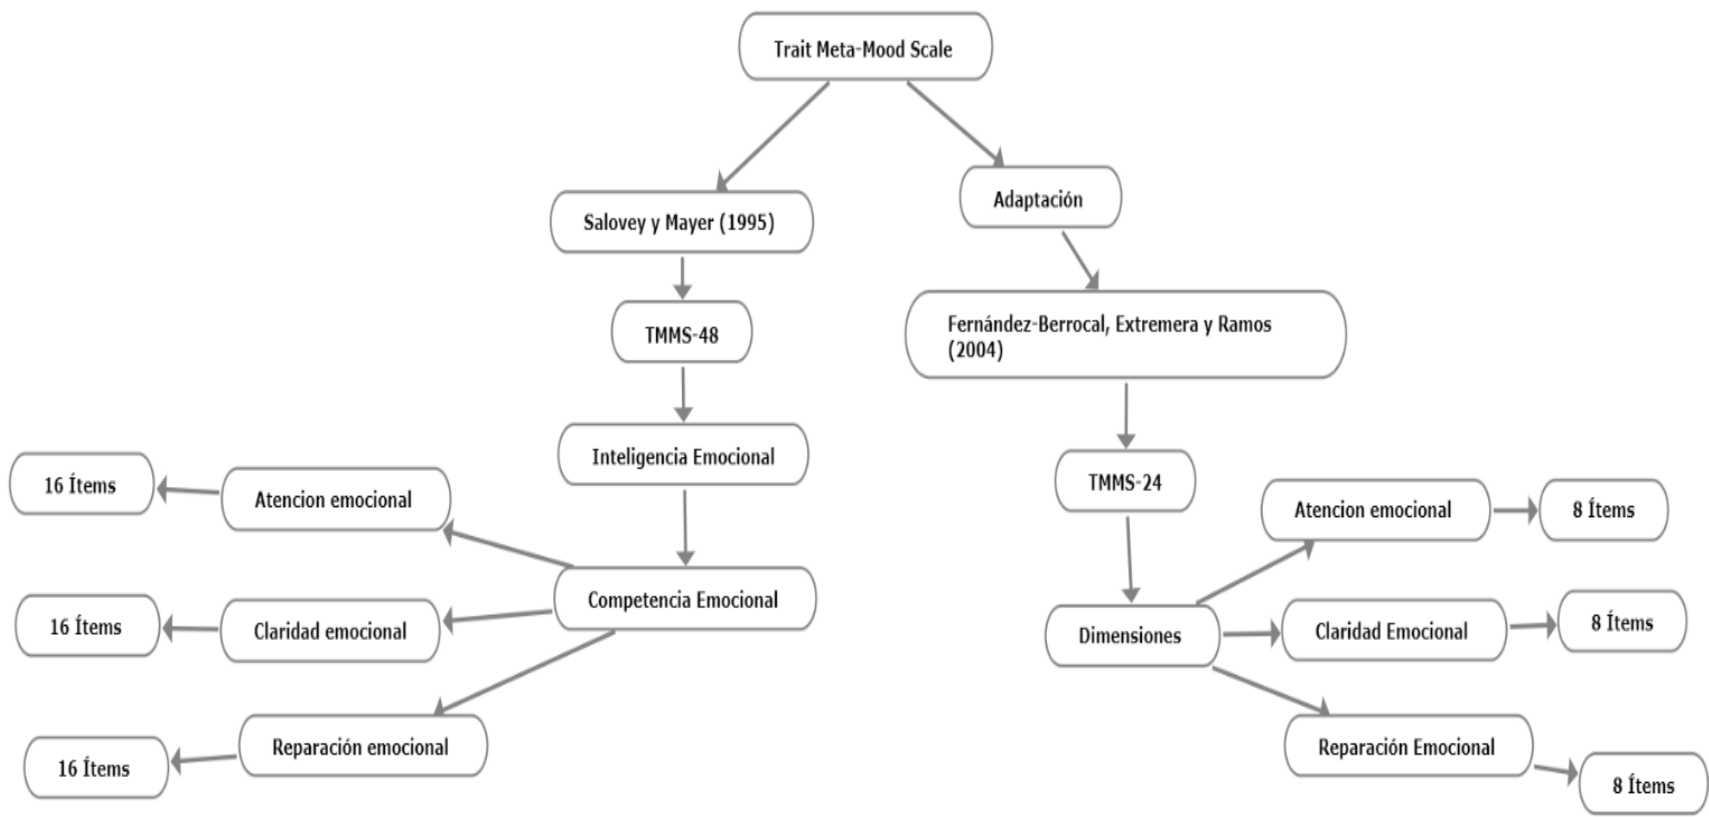 Trait Meta-Mood Scale
Salovey y Mayer (1995)
TMMS-48
Inteligencia Emocional
Competencia Emocional
Atencion emocional
16 Ítems
Claridad emocional
16 Ítems
Reparación emocional
16 Ítems
Adaptación
Fernández-Berrocal, Extremera y Ramos
(2004)
TMMS-24
Dimensiones
Atencion emocional
8 Ítems
Claridad Emocional
8 Ítems
Reparación Emocional
8 Ítems